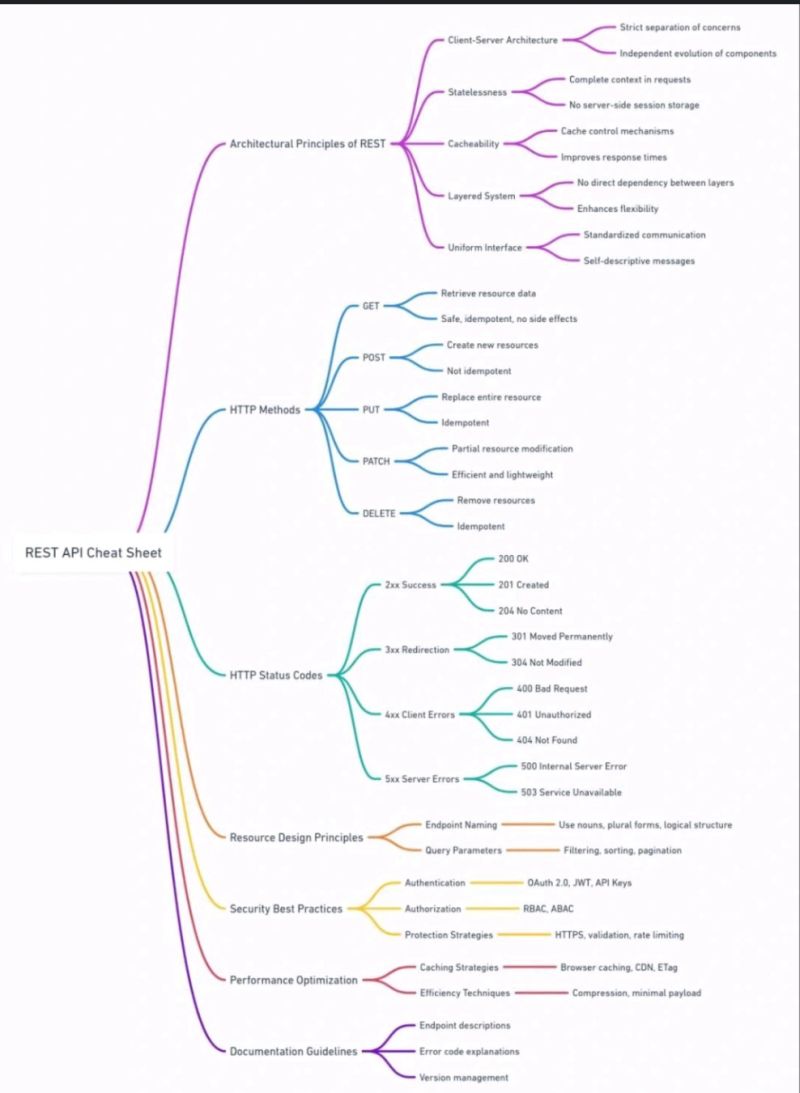 REST API Cheat Sheet
Architectural Principles of REST
Client-Server Architecture
Strict separation of concerns
Independent evolution of components
Statelessness
Complete context in requests
No server-side session storage
Cacheability
Cache control mechanisms
Improves response times
Layered System
No direct dependency between layers
Enhances flexibility
Uniform Interface
Standardized communication
Self-descriptive messages
HTTP Methods
GET
Retrieve resource data
Safe, idempotent, no side effects
POST
Create new resources
Not idempotent
PUT
Replace entire resource
Idempotent
PATCH
Partial resource modification
Efficient and lightweight
DELETE
Remove resources
Idempotent
HTTP Status Codes
2xx Success
200 OK
201 Created
204 No Content
3xx Redirection
301 Moved Permanently
304 Not Modified
4xx Client Errors
400 Bad Request
401 Unauthorized
404 Not Found
5xx Server Errors
500 Internal Server Error
503 Service Unavailable
Resource Design Principles
Endpoint Naming
Use nouns, plural forms, logical structure
Query Parameters
Filtering, sorting, pagination
Security Best Practices
Authentication
OAuth 2.0, JWT, API Keys
Authorization
RBAC, ABAC
Protection Strategies
HTTPS, validation, rate limiting
Performance Optimization
Caching Strategies
Browser caching, CDN, ETag
Efficiency Techniques
Compression, minimal payload
Documentation Guidelines
Endpoint descriptions
Error code explanations
Version management